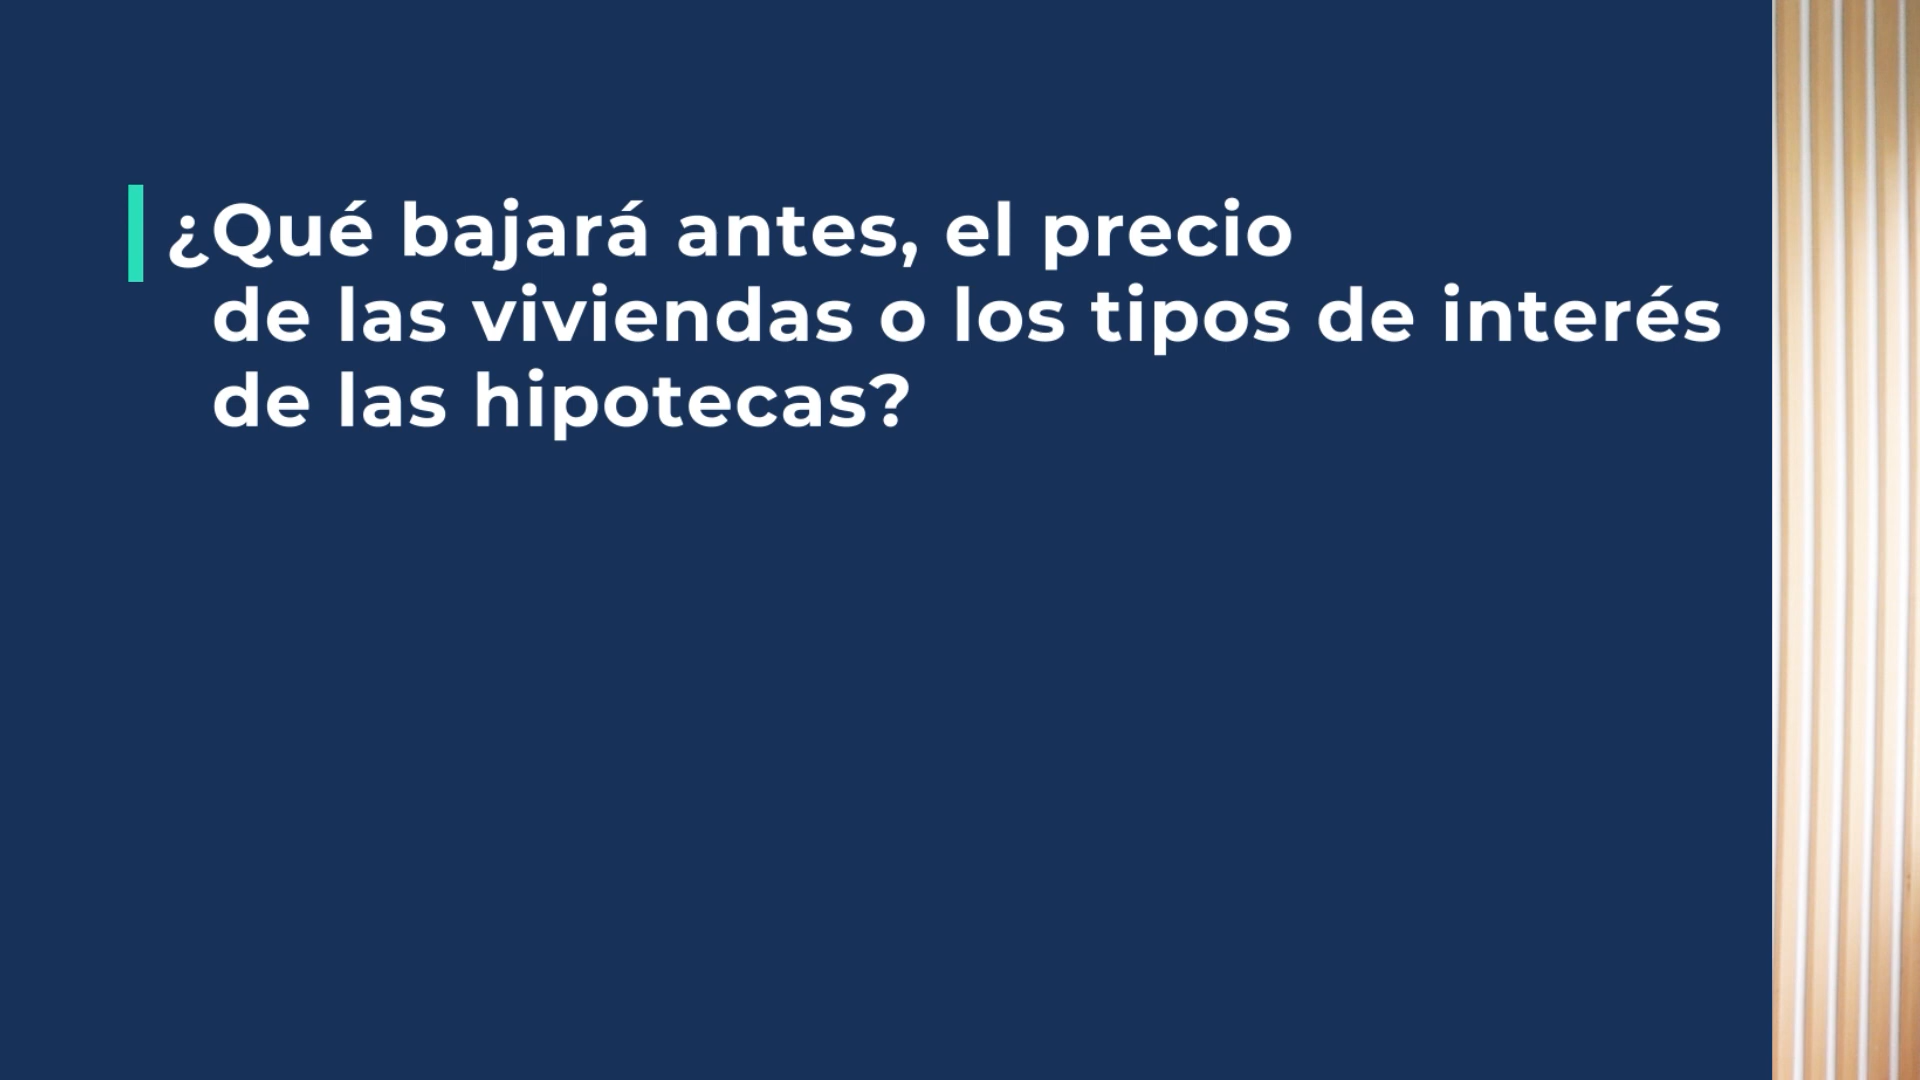 ¿Qué bajará antes, el precio
de las viviendas o los tipos de interés
de las hipotecas?